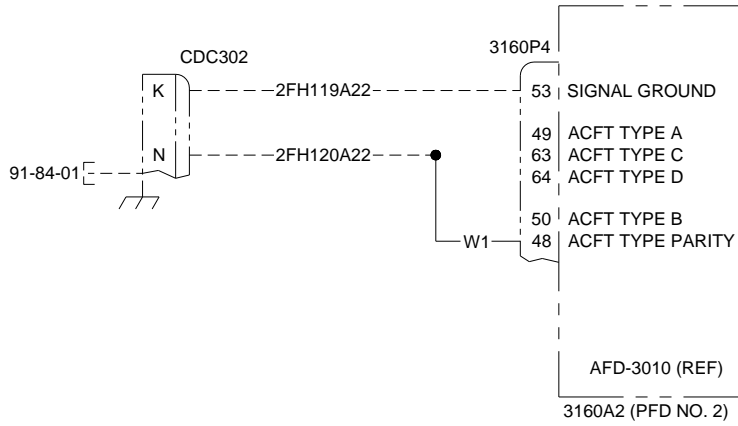 3160P4
CDC302
K 2FH119A22 53 SIGNAL GROUND
49 ACFT TYPE A
N 2FH120A22 63 ACFT TYPE C
91-84-01 64 ACFT TYPE D
50 ACFT TYPE B
W1 48 ACFT TYPE PARITY
AFD-3010 (REF)
3160A2 (PFD NO. 2)